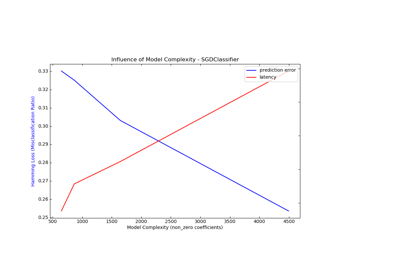 Influence of Model Complexity - SGDClassifier
prediction error
latency
Hamming Loss (Misclassification Ratio)
0.33
0.32
0.31
0.30
0.29
0.28
0.27
0.26
0.25
500 1000 1500 2000 2500 3000 3500 4000 4500
Model Complexity (non_zero coefficients)